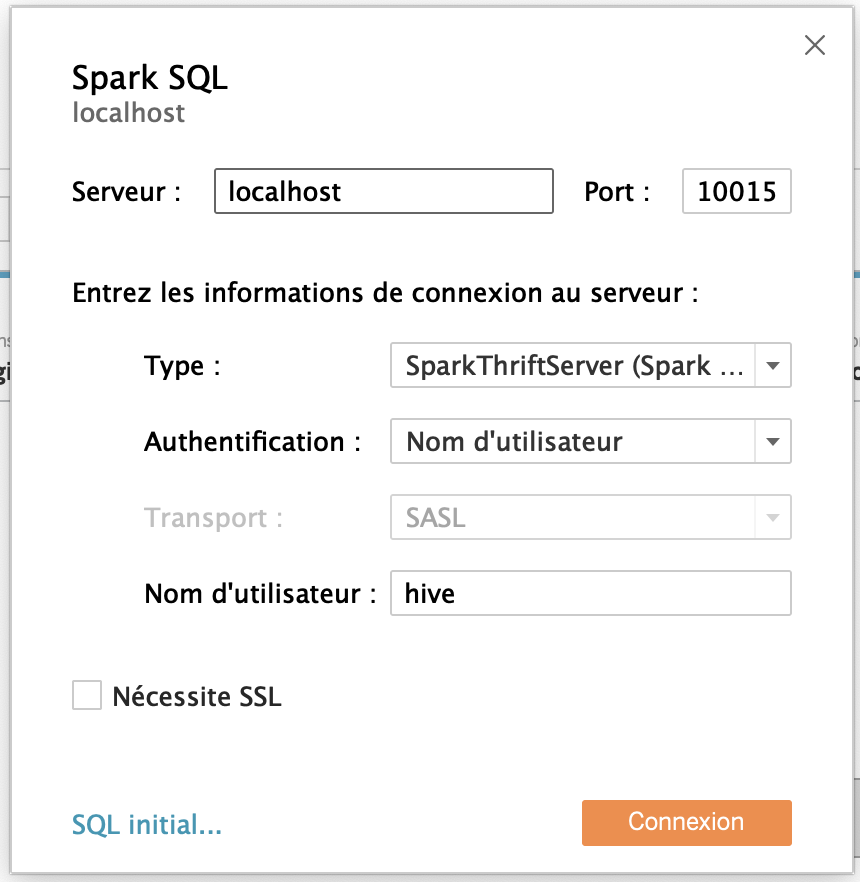 Spark SQL
localhost
Serveur : localhost Port : 10015
Entrez les informations de connexion au serveur :
Type : SparkThriftServer (Spark ...
Authentification : Nom d'utilisateur
Transport : SASL
Nom d'utilisateur : hive
Nécessite SSL
SQL initial... Connexion